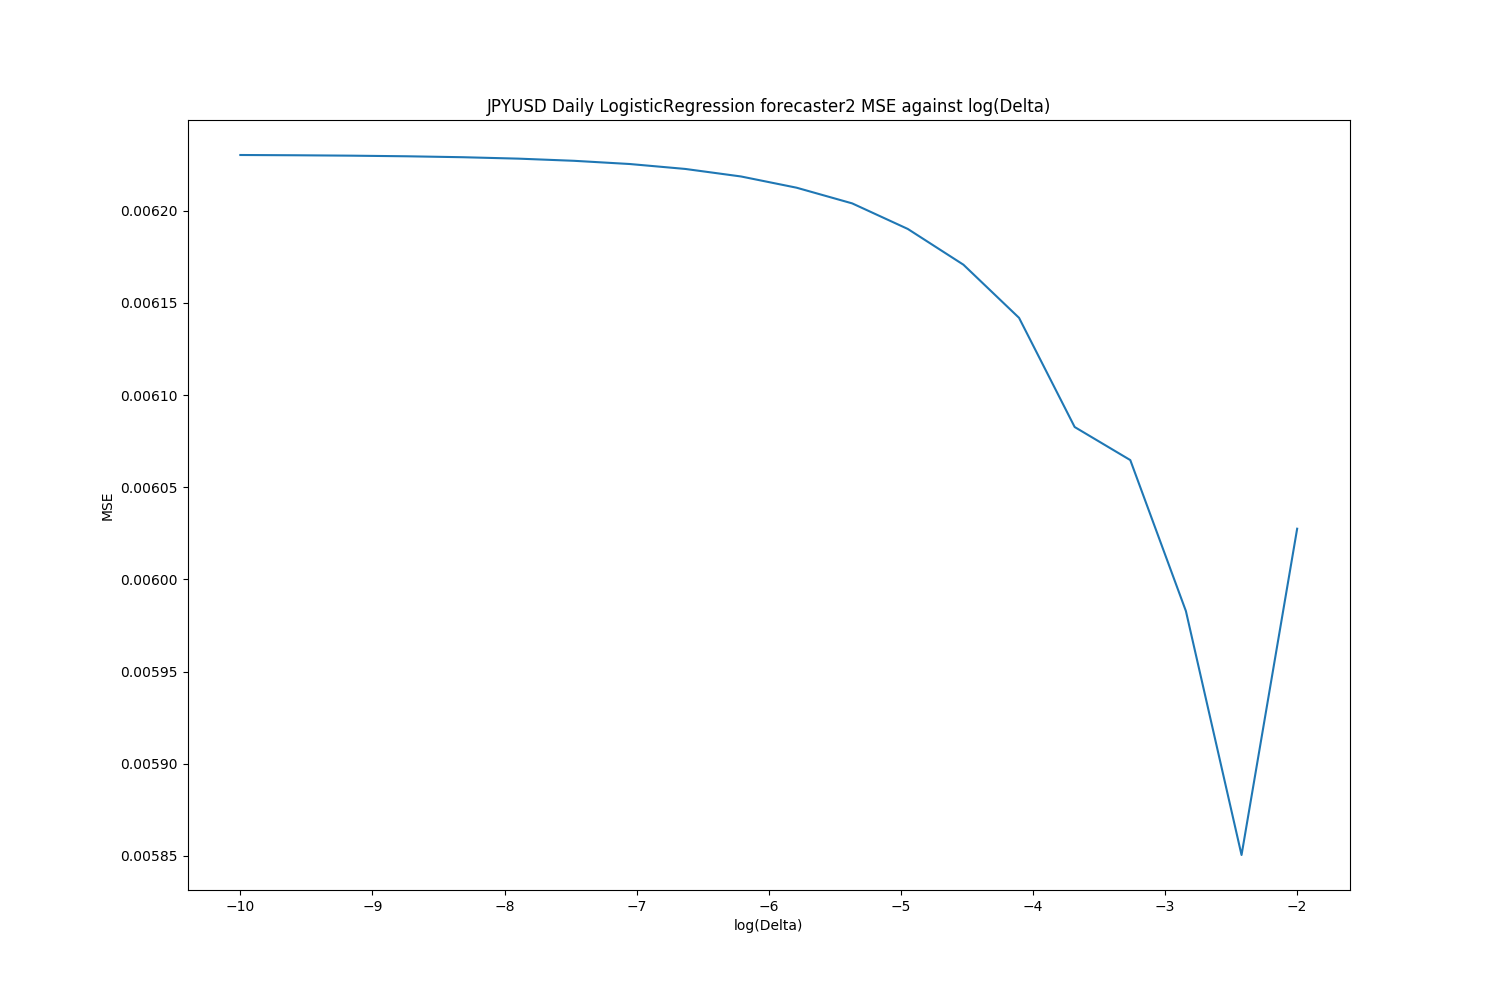 JPYUSD Daily LogisticRegression forecaster2 MSE against log(Delta)
0.00620
0.00615
0.00610
0.00605
0.00600
0.00595
0.00590
0.00585
MSE
−10 −9 −8 −7 −6 −5 −4 −3 −2
log(Delta)